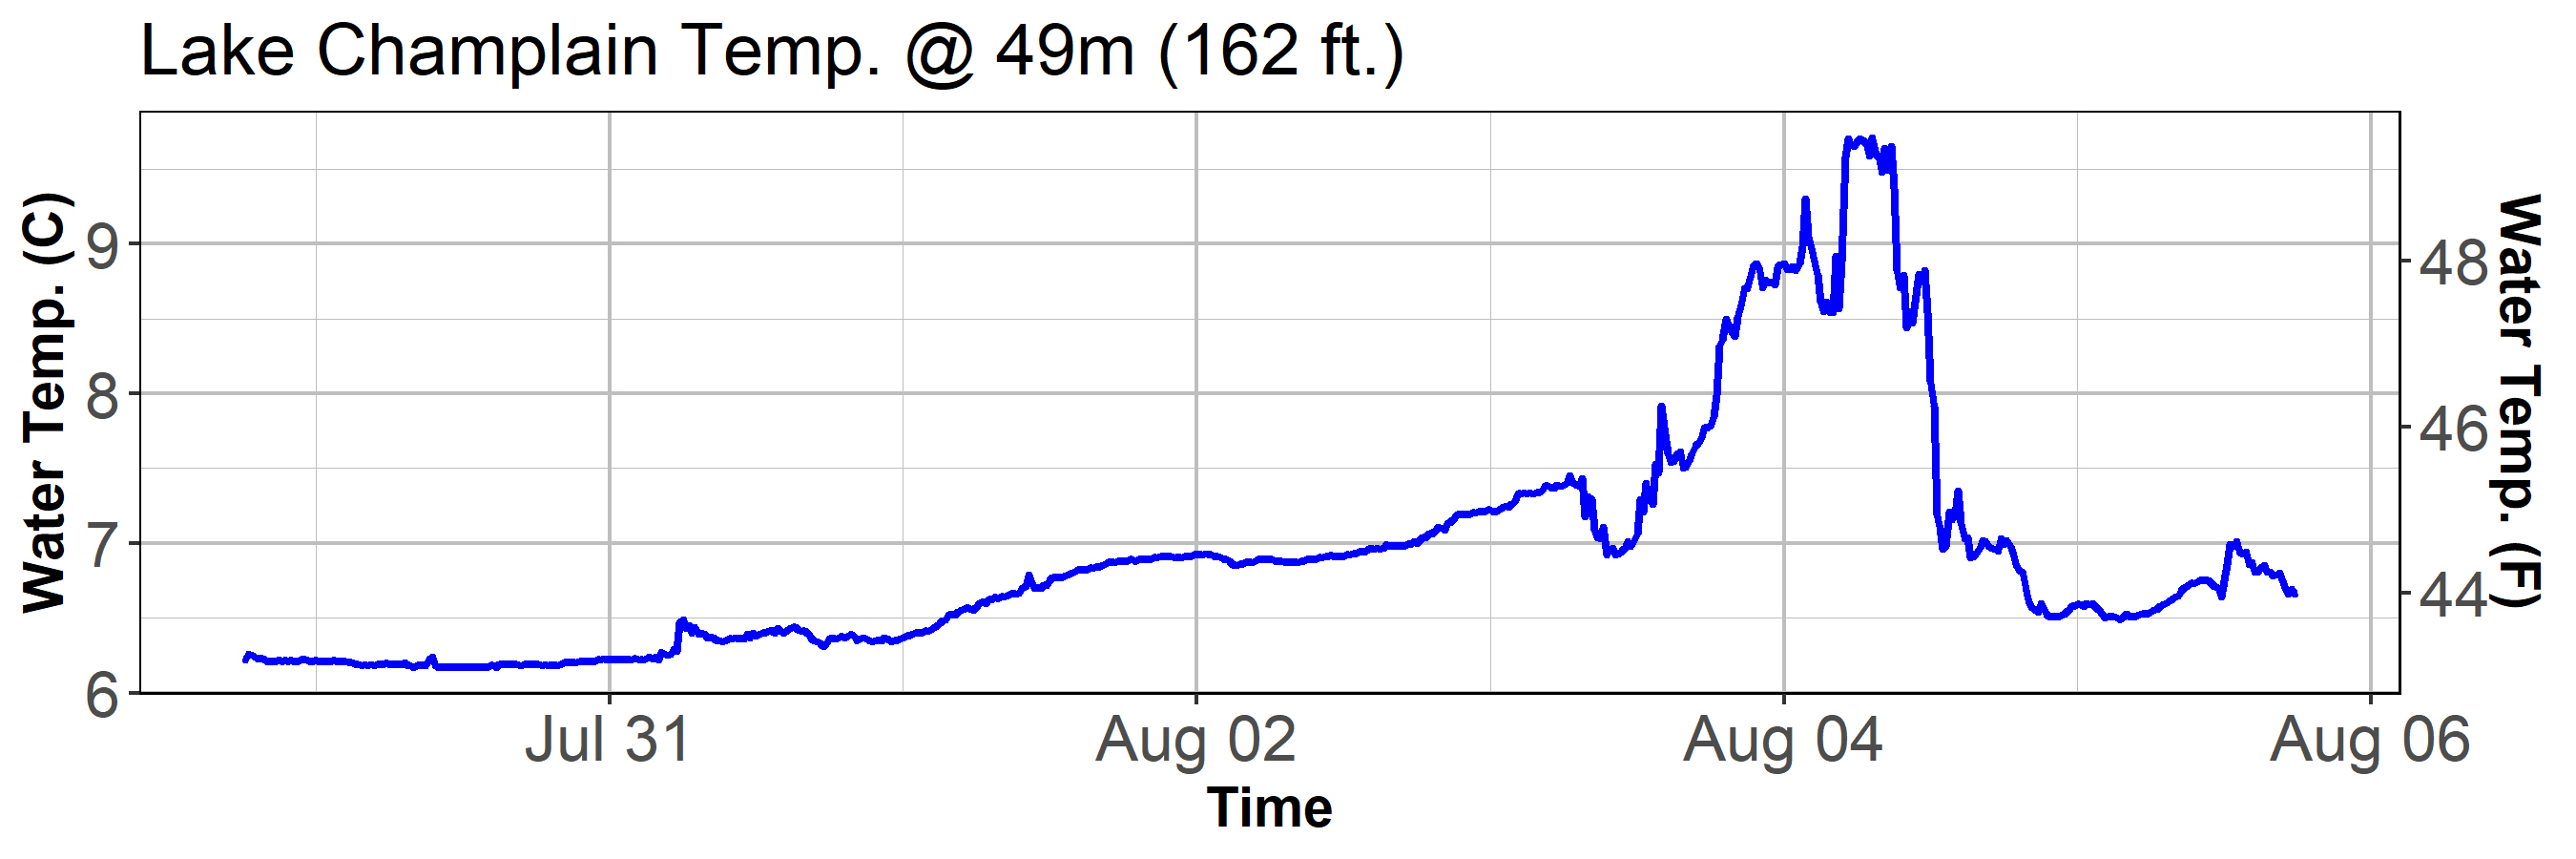 Lake Champlain Temp. @ 49m (162 ft.)
Water Temp. (C)
9
8
7
6
48
46
44
Water Temp. (F)
Jul 31
Aug 02
Aug 04
Aug 06
Time